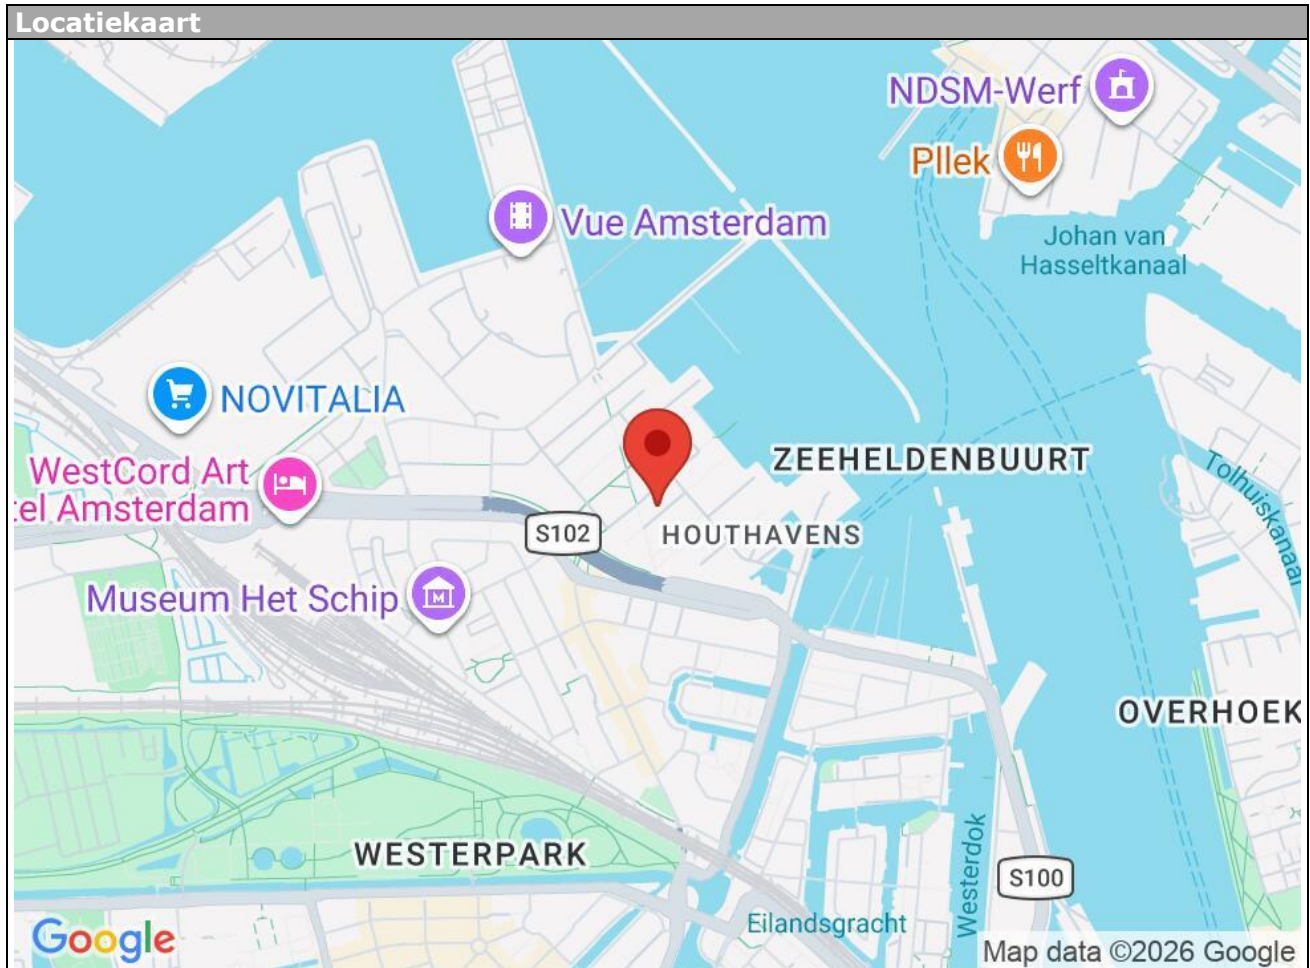 Locatiekaart
NDSM-Werf
Pllek
Vue Amsterdam
Johan van
Hasseltkanaal
NOVITALIA
ZEEHELDENBUURT
WestCord Art
tel Amsterdam
Tolhuiskanaal
S102
HOUTHAVENS
Museum Het Schip
OVERHOEK
WESTERPARK
Westerdok
S100
Eilandsgracht
Google
Map data ©2026 Google